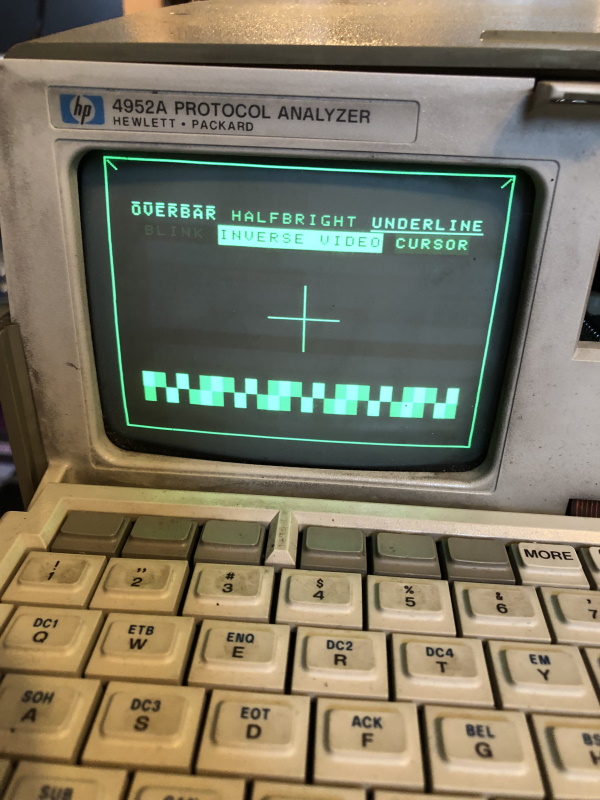 hp 4952A PROTOCOL ANALYZER
HEWLETT • PACKARD
OVERBAR HALFBRIGHT UNDERLINE
BLINK INVERSE VIDEO CURSOR
MORE
! " # $ % & '
1 2 3 4 5 6 7
DC1 ETB ENQ DC2 DC4 EM
Q W E R T Y
SOH DC3 EOT ACK BEL
A S D F G H
SUB